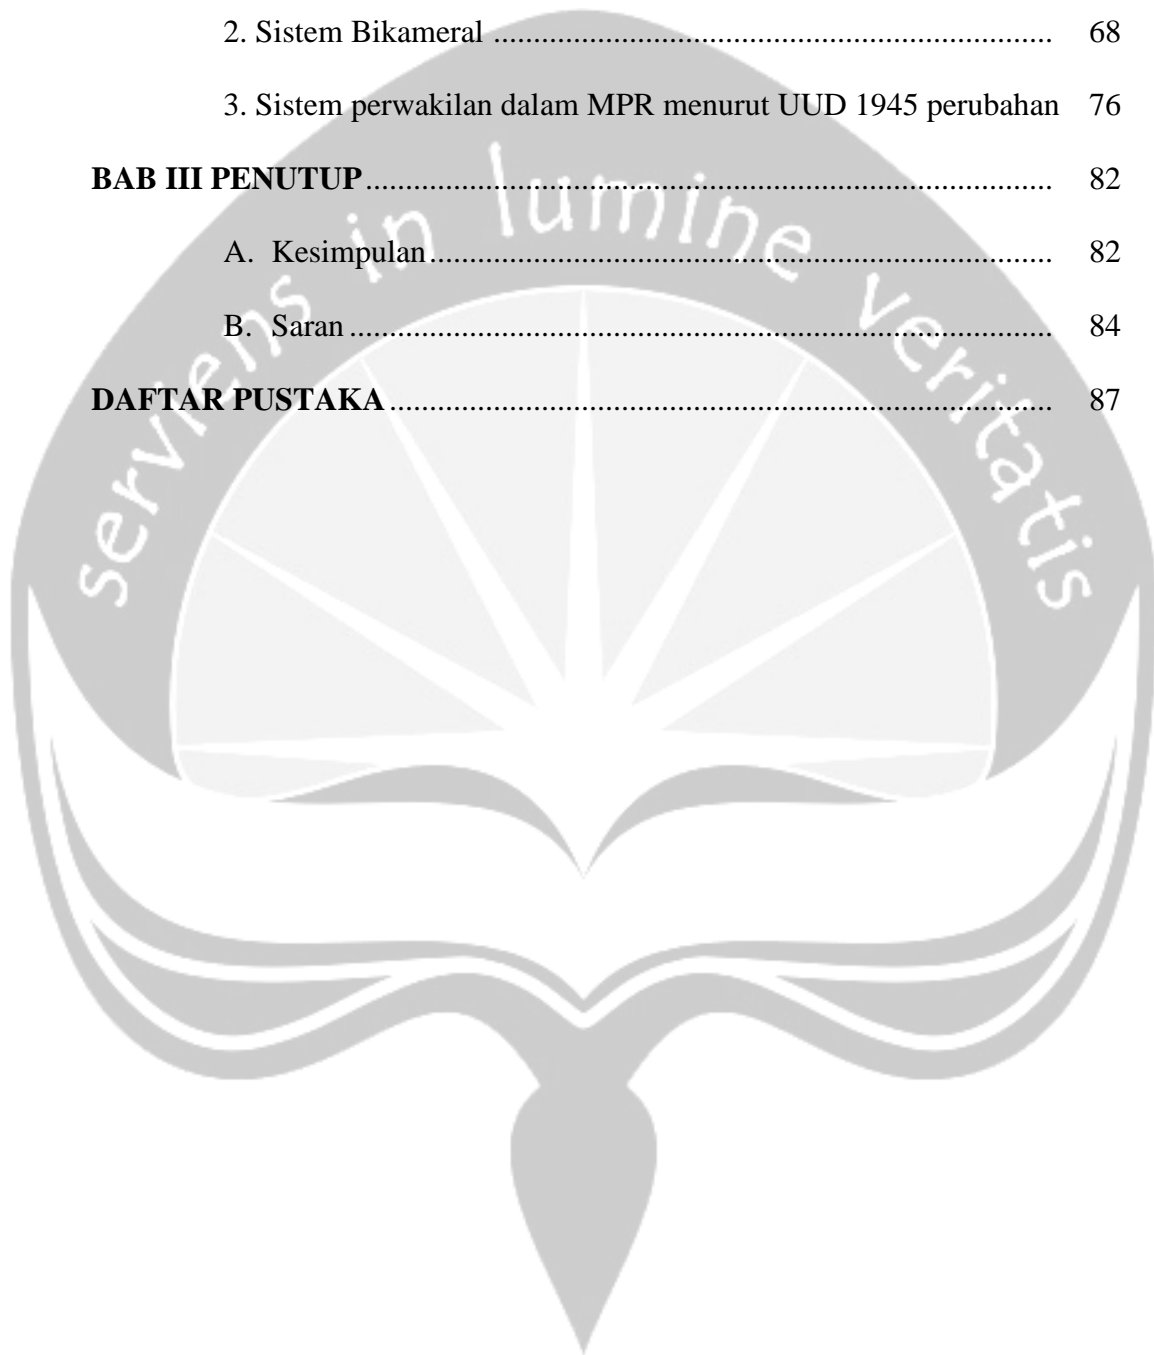 2. Sistem Bikameral ...................................................................... 68
3. Sistem perwakilan dalam MPR menurut UUD 1945 perubahan 76
BAB III PENUTUP ...................................................................................... 82
A. Kesimpulan .............................................................................. 82
B. Saran ........................................................................................ 84
DAFTAR PUSTAKA ................................................................................... 87
serviens in lumine veritatis